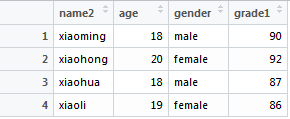 name2 age gender grade1
1 xiaoming 18 male 90
2 xiaohong 20 female 92
3 xiaohua 18 male 87
4 xiaoli 19 female 86